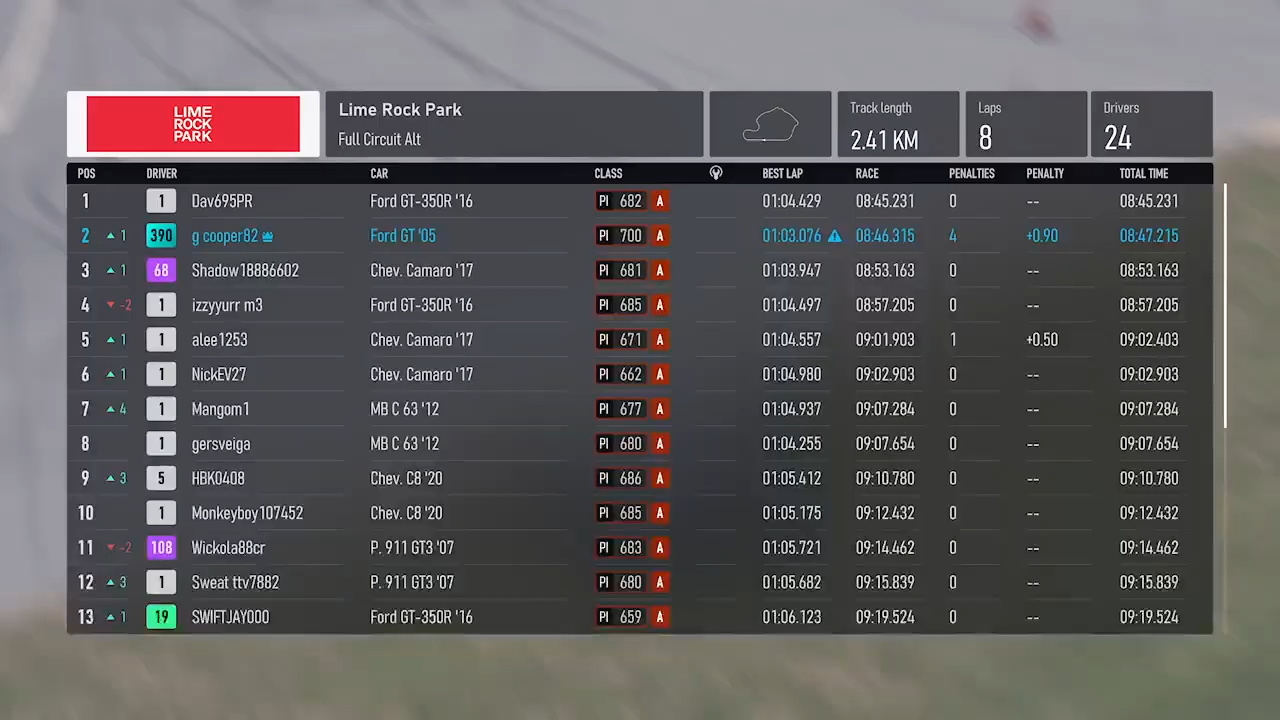 LIME
ROCK
PARK
Lime Rock Park
Full Circuit Alt
Track length
2.41 KM
Laps
8
Drivers
24
POS DRIVER CAR CLASS BEST LAP RACE PENALTIES PENALTY TOTAL TIME
1 1 Dav695PR Ford GT-350R '16 PI 682 A 01:04.429 08:45.231 0 -- 08:45.231
2 ▲ 1 390 g cooper82 Ford GT '05 PI 700 A 01:03.076 08:46.315 4 +0.90 08:47.215
3 ▲ 1 68 Shadow18886602 Chev. Camaro '17 PI 681 A 01:03.947 08:53.163 0 -- 08:53.163
4 ▼ -2 1 izzyyurr m3 Ford GT-350R '16 PI 685 A 01:04.497 08:57.205 0 -- 08:57.205
5 ▲ 1 1 alee1253 Chev. Camaro '17 PI 671 A 01:04.557 09:01.903 1 +0.50 09:02.403
6 ▲ 1 1 NickEV27 Chev. Camaro '17 PI 662 A 01:04.980 09:02.903 0 -- 09:02.903
7 ▲ 4 1 Mangom1 MB C 63 '12 PI 677 A 01:04.937 09:07.284 0 -- 09:07.284
8 1 gersveiga MB C 63 '12 PI 680 A 01:04.255 09:07.654 0 -- 09:07.654
9 ▲ 3 5 HBK0408 Chev. C8 '20 PI 686 A 01:05.412 09:10.780 0 -- 09:10.780
10 1 Monkeyboy107452 Chev. C8 '20 PI 685 A 01:05.175 09:12.432 0 -- 09:12.432
11 ▼ -2 108 Wickola88cr P. 911 GT3 '07 PI 683 A 01:05.721 09:14.462 0 -- 09:14.462
12 ▲ 3 1 Sweat ttv7882 P. 911 GT3 '07 PI 680 A 01:05.682 09:15.839 0 -- 09:15.839
13 ▲ 1 19 SWIFTJAY000 Ford GT-350R '16 PI 659 A 01:06.123 09:19.524 0 -- 09:19.524